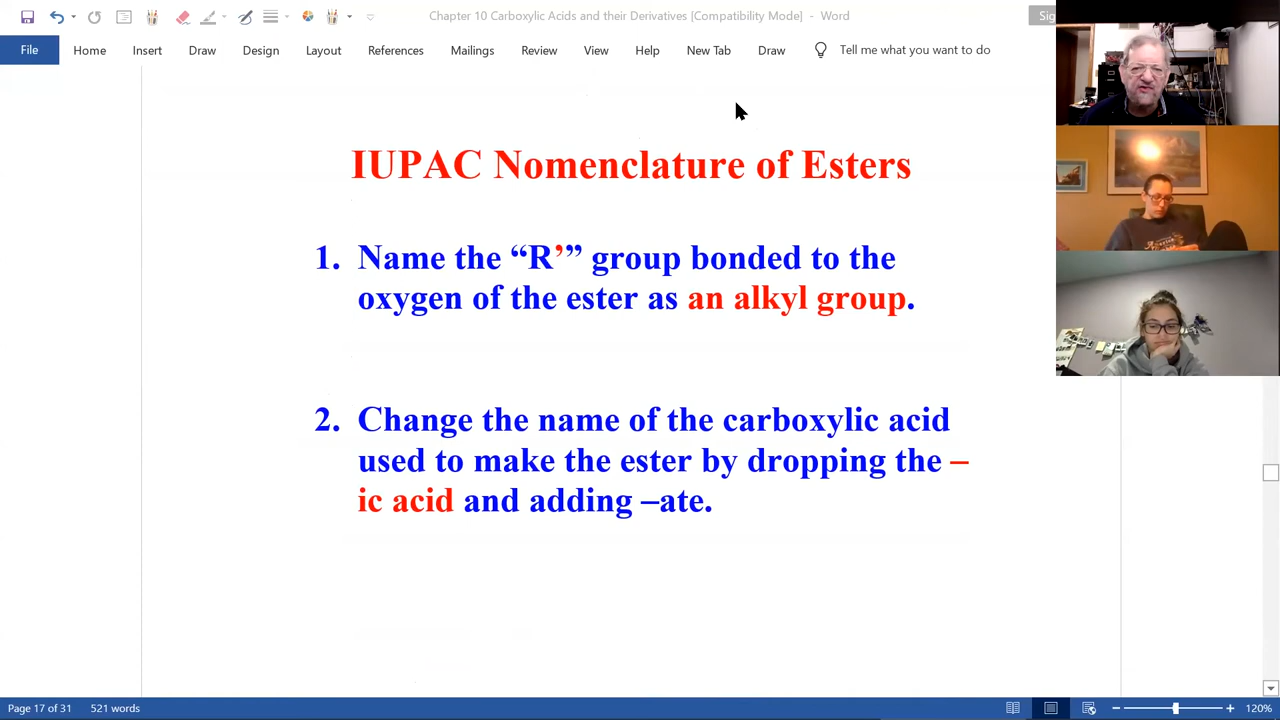 Chapter 10 Carboxylic Acids and their Derivatives [Compatibility Mode] - Word
File Home Insert Draw Design Layout References Mailings Review View Help New Tab Draw Tell me what you want to do
IUPAC Nomenclature of Esters
1. Name the “R’” group bonded to the
oxygen of the ester as an alkyl group.
2. Change the name of the carboxylic acid
used to make the ester by dropping the –
ic acid and adding –ate.
Page 17 of 31 521 words 120%